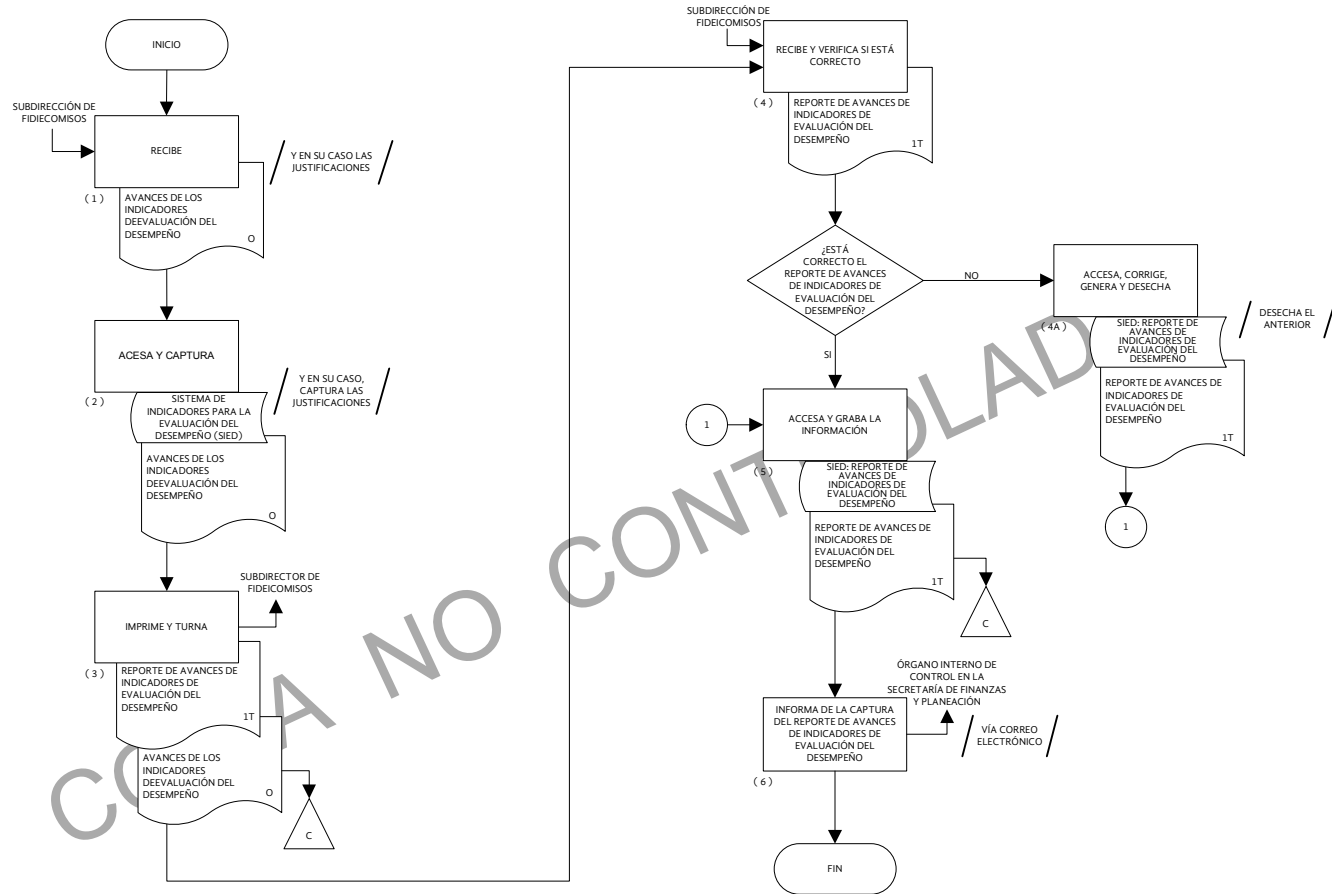 INICIO
SUBDIRECCIÓN DE
FIDIECOMISOS
RECIBE
( 1 )
Y EN SU CASO LAS
JUSTIFICACIONES
AVANCES DE LOS
INDICADORES
DEEVALUACIÓN DEL
DESEMPEÑO
O
ACESA Y CAPTURA
( 2 )
Y EN SU CASO,
CAPTURA LAS
JUSTIFICACIONES
SISTEMA DE
INDICADORES PARA LA
EVALUACIÓN DEL
DESEMPEÑO (SIED)
AVANCES DE LOS
INDICADORES
DEEVALUACIÓN DEL
DESEMPEÑO
O
SUBDIRECTOR DE
FIDEICOMISOS
IMPRIME Y TURNA
( 3 )
REPORTE DE AVANCES DE
INDICADORES DE
EVALUACIÓN DEL
DESEMPEÑO
1T
AVANCES DE LOS
INDICADORES
DEEVALUACIÓN DEL
DESEMPEÑO
O
C
SUBDIRECCIÓN DE
FIDEICOMISOS
RECIBE Y VERIFICA SI ESTÁ
CORRECTO
( 4 )
REPORTE DE AVANCES DE
INDICADORES DE
EVALUACIÓN DEL
DESEMPEÑO
1T
¿ESTÁ
CORRECTO EL
REPORTE DE AVANCES
DE INDICADORES DE
EVALUACIÓN DEL
DESEMPEÑO?
NO
SI
ACCESA, CORRIGE,
GENERA Y DESECHA
( 4A )
DESECHA EL
ANTERIOR
SIED: REPORTE DE
AVANCES DE
INDICADORES DE
EVALUACIÓN DEL
DESEMPEÑO
REPORTE DE AVANCES DE
INDICADORES DE
EVALUACIÓN DEL
DESEMPEÑO
1T
1
1
ACCESA Y GRABA LA
INFORMACIÓN
( 5 )
SIED: REPORTE DE
AVANCES DE
INDICADORES DE
EVALUACIÓN DEL
DESEMPEÑO
REPORTE DE AVANCES DE
INDICADORES DE
EVALUACIÓN DEL
DESEMPEÑO
1T
C
ÓRGANO INTERNO DE
CONTROL EN LA
SECRETARÍA DE FINANZAS
Y PLANEACIÓN
INFORMA DE LA CAPTURA
DEL REPORTE DE AVANCES
DE INDICADORES DE
EVALUACIÓN DEL
DESEMPEÑO
( 6 )
VÍA CORREO
ELECTRÓNICO
FIN
COPIA NO CONTROLADA